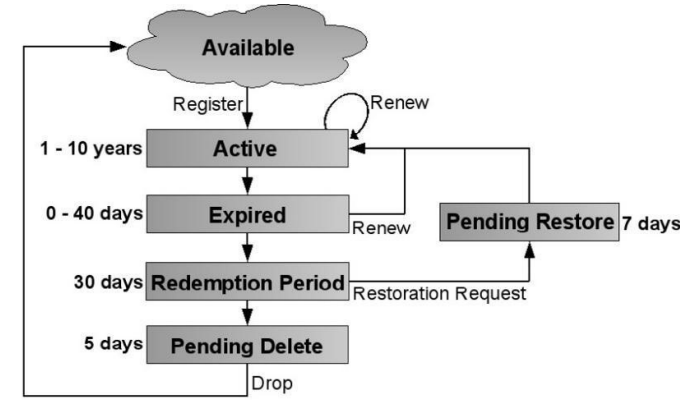 Available
Register
Renew
1 - 10 years
Active
0 - 40 days
Expired
Renew
Pending Restore
7 days
30 days
Redemption Period
Restoration Request
5 days
Pending Delete
Drop